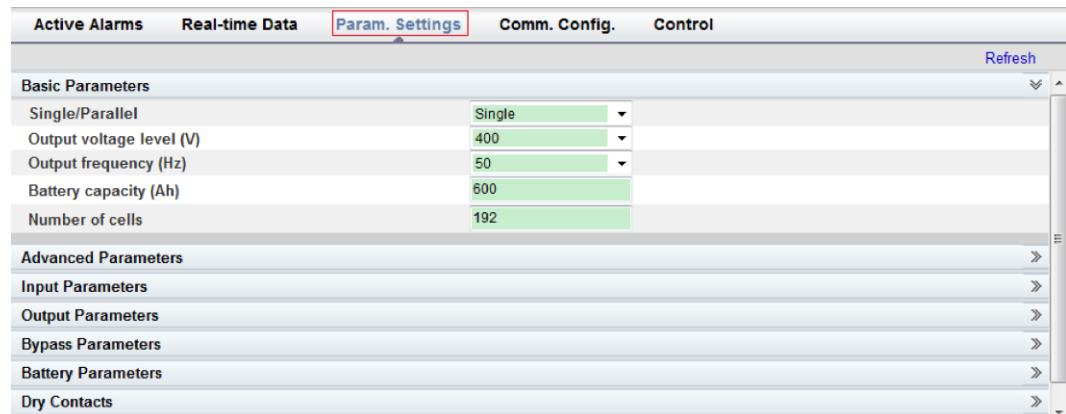 Active Alarms Real-time Data Param. Settings Comm. Config. Control
Refresh
Basic Parameters
Single/Parallel Single
Output voltage level (V) 400
Output frequency (Hz) 50
Battery capacity (Ah) 600
Number of cells 192
Advanced Parameters
Input Parameters
Output Parameters
Bypass Parameters
Battery Parameters
Dry Contacts